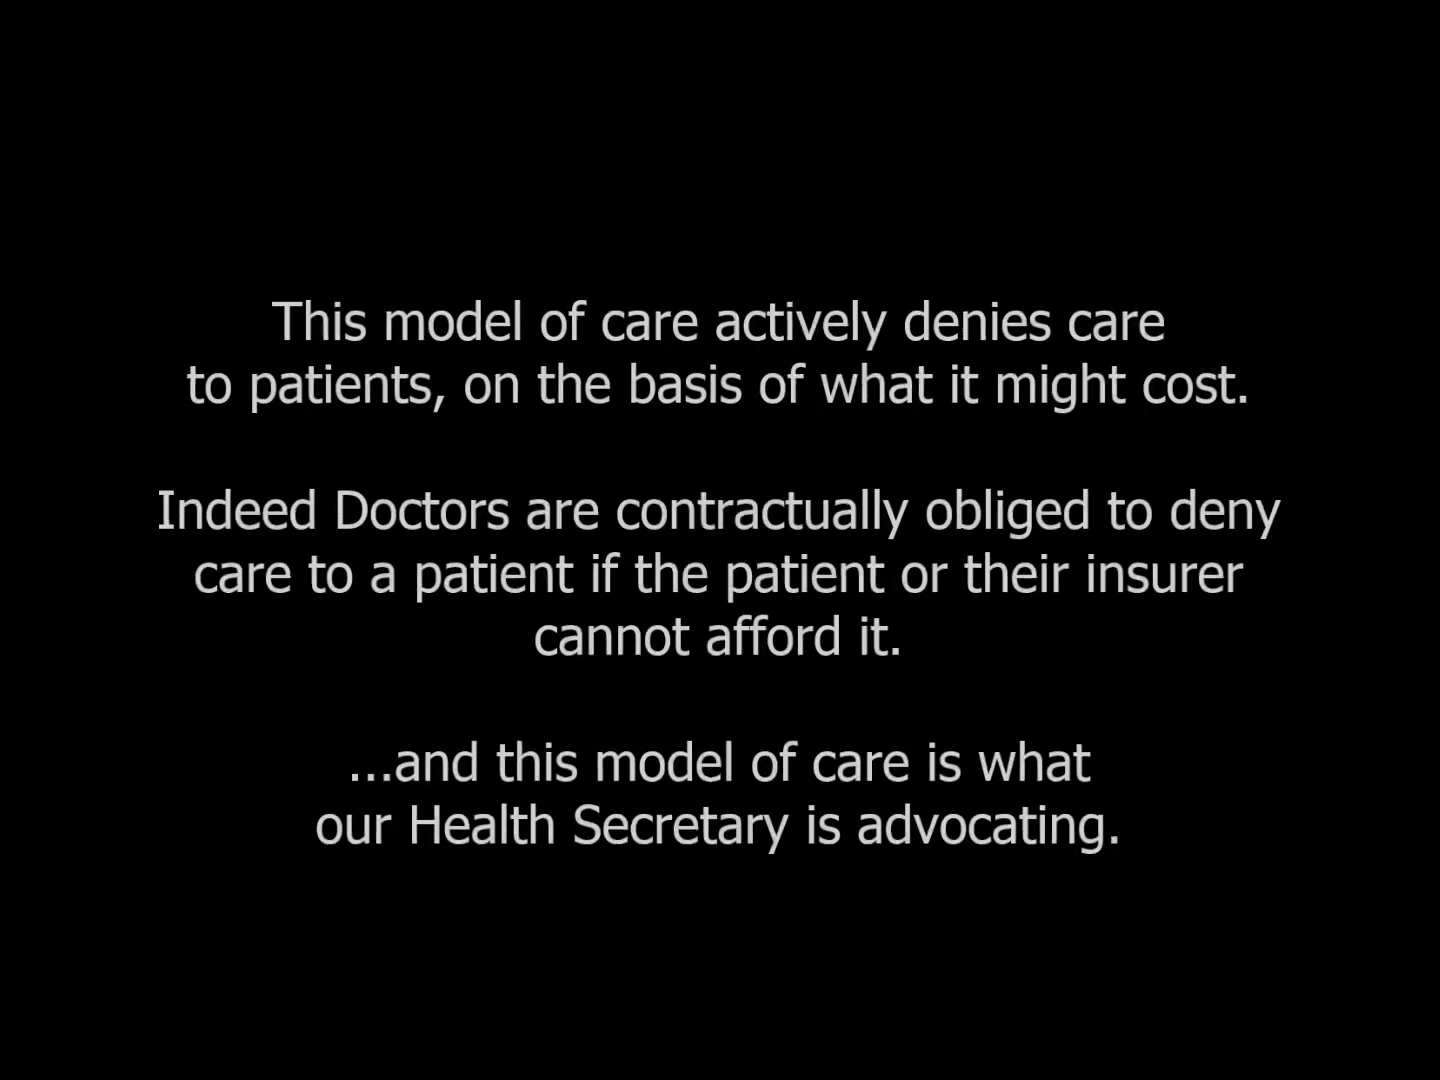 This model of care actively denies care
to patients, on the basis of what it might cost.
Indeed Doctors are contractually obliged to deny
care to a patient if the patient or their insurer
cannot afford it.
...and this model of care is what
our Health Secretary is advocating.